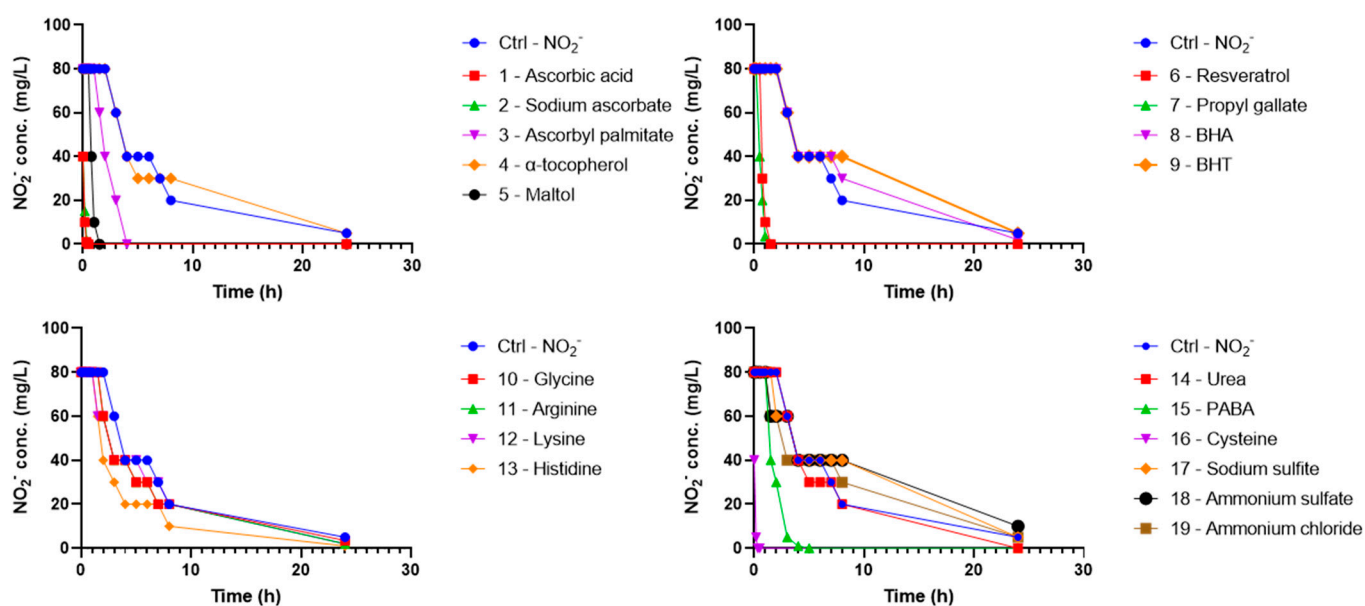 100
80
60
40
20
0
NO₂⁻ conc. (mg/L)
0 10 20 30
Time (h)
Ctrl - NO₂⁻
1 - Ascorbic acid
2 - Sodium ascorbate
3 - Ascorbyl palmitate
4 - α-tocopherol
5 - Maltol
100
80
60
40
20
0
NO₂⁻ conc. (mg/L)
0 10 20 30
Time (h)
Ctrl - NO₂⁻
6 - Resveratrol
7 - Propyl gallate
8 - BHA
9 - BHT
100
80
60
40
20
0
NO₂⁻ conc. (mg/L)
0 10 20 30
Time (h)
Ctrl - NO₂⁻
10 - Glycine
11 - Arginine
12 - Lysine
13 - Histidine
100
80
60
40
20
0
NO₂⁻ conc. (mg/L)
0 10 20 30
Time (h)
Ctrl - NO₂⁻
14 - Urea
15 - PABA
16 - Cysteine
17 - Sodium sulfite
18 - Ammonium sulfate
19 - Ammonium chloride